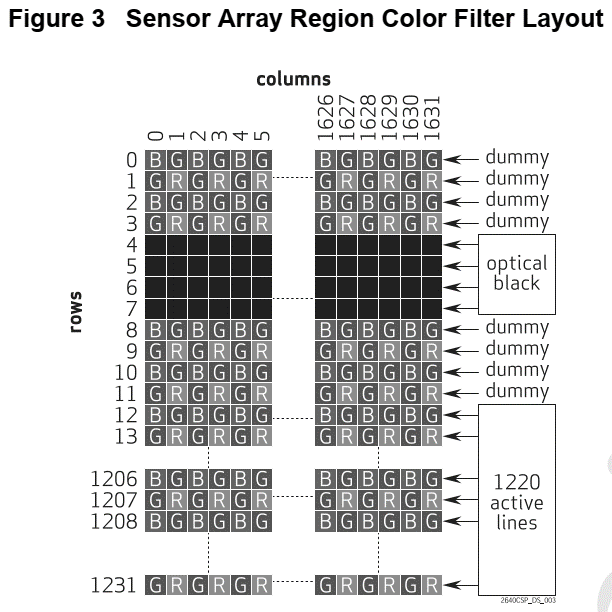 Figure 3   Sensor Array Region Color Filter Layout
columns
0 1 2 3 4 5 1626 1627 1628 1629 1630 1631
0 B G B G B G B G B G B G dummy
1 G R G R G R G R G R G R dummy
2 B G B G B G B G B G B G dummy
3 G R G R G R G R G R G R dummy
4
5 optical
6 black
7
rows
8 B G B G B G B G B G B G dummy
9 G R G R G R G R G R G R dummy
10 B G B G B G B G B G B G dummy
11 G R G R G R G R G R G R dummy
12 B G B G B G B G B G B G
13 G R G R G R G R G R G R
1206 B G B G B G B G B G B G 1220
1207 G R G R G R G R G R G R active
1208 B G B G B G B G B G B G lines
1231 G R G R G R G R G R G R
2640CSP_DS_003